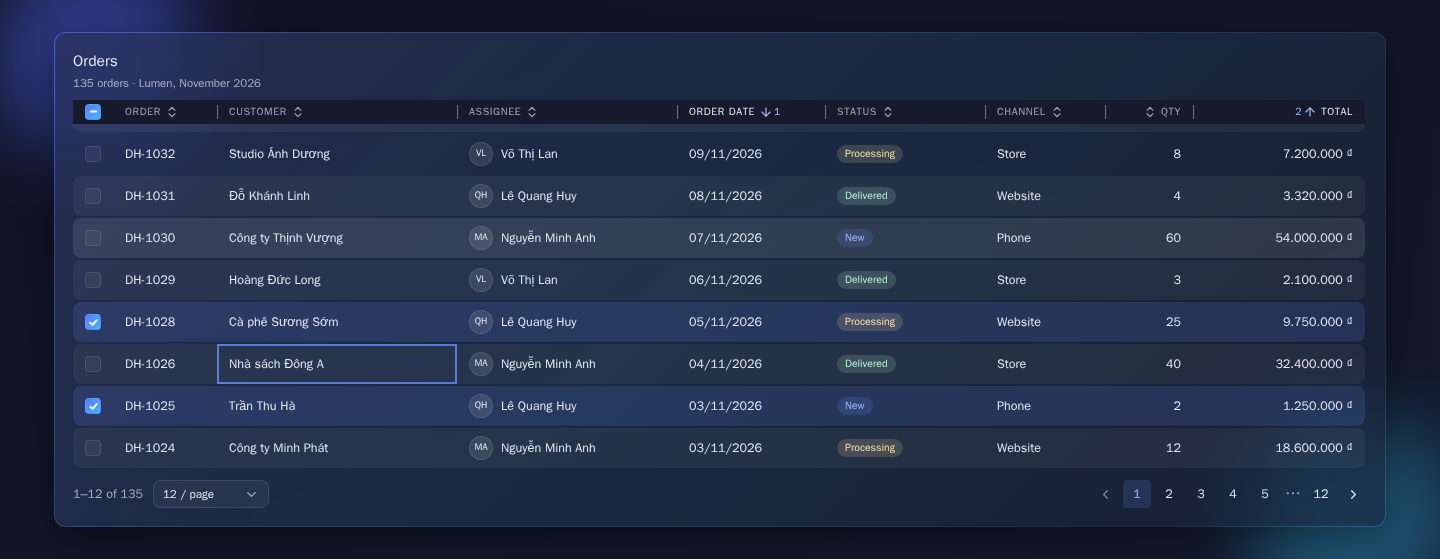 Orders
135 orders · Lumen, November 2026
ORDER CUSTOMER ASSIGNEE ORDER DATE 1 STATUS CHANNEL QTY 2 TOTAL
DH-1032 Studio Ánh Dương VL Võ Thị Lan 09/11/2026 Processing Store 8 7.200.000 ₫
DH-1031 Đỗ Khánh Linh QH Lê Quang Huy 08/11/2026 Delivered Website 4 3.320.000 ₫
DH-1030 Công ty Thịnh Vượng MA Nguyễn Minh Anh 07/11/2026 New Phone 60 54.000.000 ₫
DH-1029 Hoàng Đức Long VL Võ Thị Lan 06/11/2026 Delivered Store 3 2.100.000 ₫
DH-1028 Cà phê Sương Sớm QH Lê Quang Huy 05/11/2026 Processing Website 25 9.750.000 ₫
DH-1026 Nhà sách Đông A MA Nguyễn Minh Anh 04/11/2026 Delivered Store 40 32.400.000 ₫
DH-1025 Trần Thu Hà QH Lê Quang Huy 03/11/2026 New Phone 2 1.250.000 ₫
DH-1024 Công ty Minh Phát MA Nguyễn Minh Anh 03/11/2026 Processing Website 12 18.600.000 ₫
1–12 of 135 12 / page 1 2 3 4 5 ··· 12